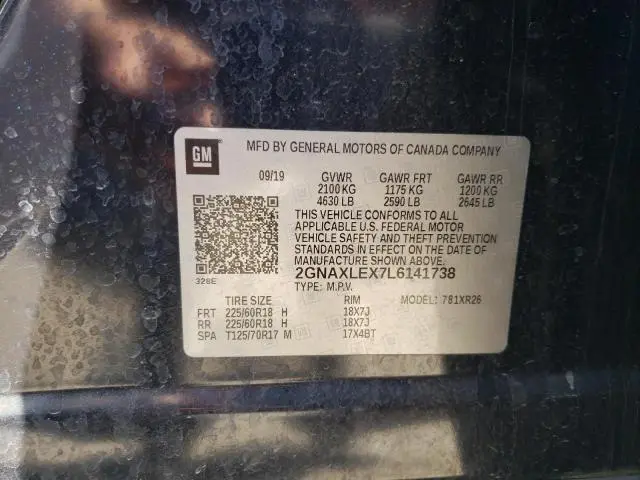 GM
MFD BY GENERAL MOTORS OF CANADA COMPANY
09/19 GVWR GAWR FRT GAWR RR
2100 KG 1175 KG 1200 KG
4630 LB 2590 LB 2645 LB
THIS VEHICLE CONFORMS TO ALL
APPLICABLE U.S. FEDERAL MOTOR
VEHICLE SAFETY AND THEFT PREVENTION
STANDARDS IN EFFECT ON THE DATE OF
MANUFACTURE SHOWN ABOVE.
2GNAXLEX7L6141738
328E
TYPE: M.P.V.
TIRE SIZE RIM MODEL: 781XR26
FRT 225/60R18 H 18X7J
RR 225/60R18 H 18X7J
SPA T125/70R17 M 17X4BT